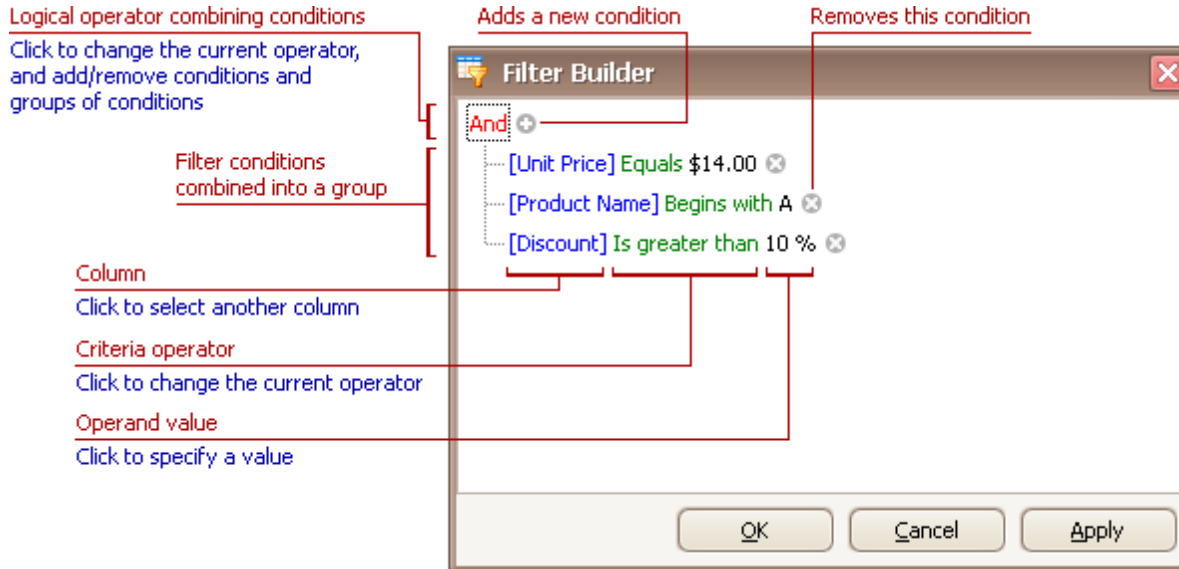 Logical operator combining conditions
Click to change the current operator,
and add/remove conditions and
groups of conditions
Adds a new condition
Removes this condition
Filter Builder
And
Filter conditions
combined into a group
[Unit Price] Equals $14.00
[Product Name] Begins with A
[Discount] Is greater than 10 %
Column
Click to select another column
Criteria operator
Click to change the current operator
Operand value
Click to specify a value
OK
Cancel
Apply